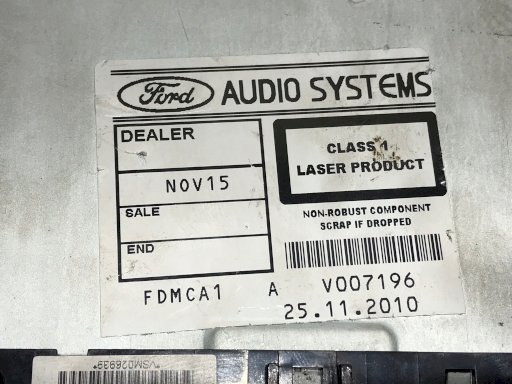 Ford AUDIO SYSTEMS
DEALER
NOV15
SALE
END
CLASS 1
LASER PRODUCT
NON-ROBUST COMPONENT
SCRAP IF DROPPED
FDMCA1 A V007196
25.11.2010
*VSM026939*